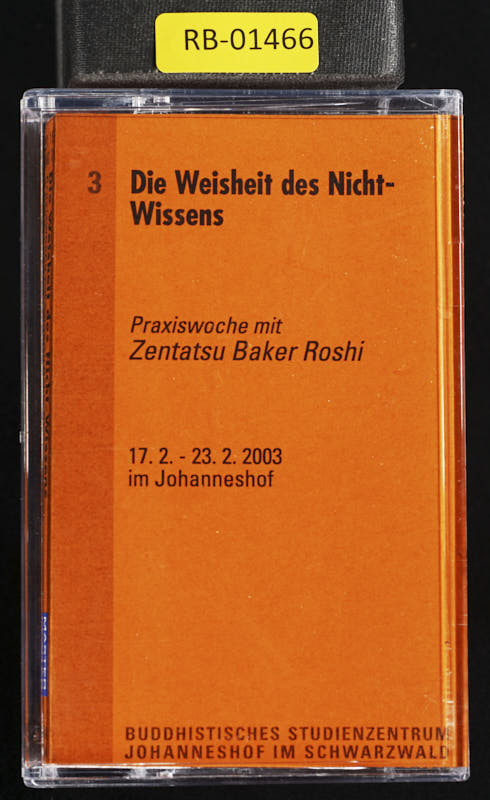 RB-01466
3 Die Weisheit des Nicht-
Wissens
Praxiswoche mit
Zentatsu Baker Roshi
17. 2. - 23. 2. 2003
im Johanneshof
BUDDHISTISCHES STUDIENZENTRUM
JOHANNESHOF IM SCHWARZWALD